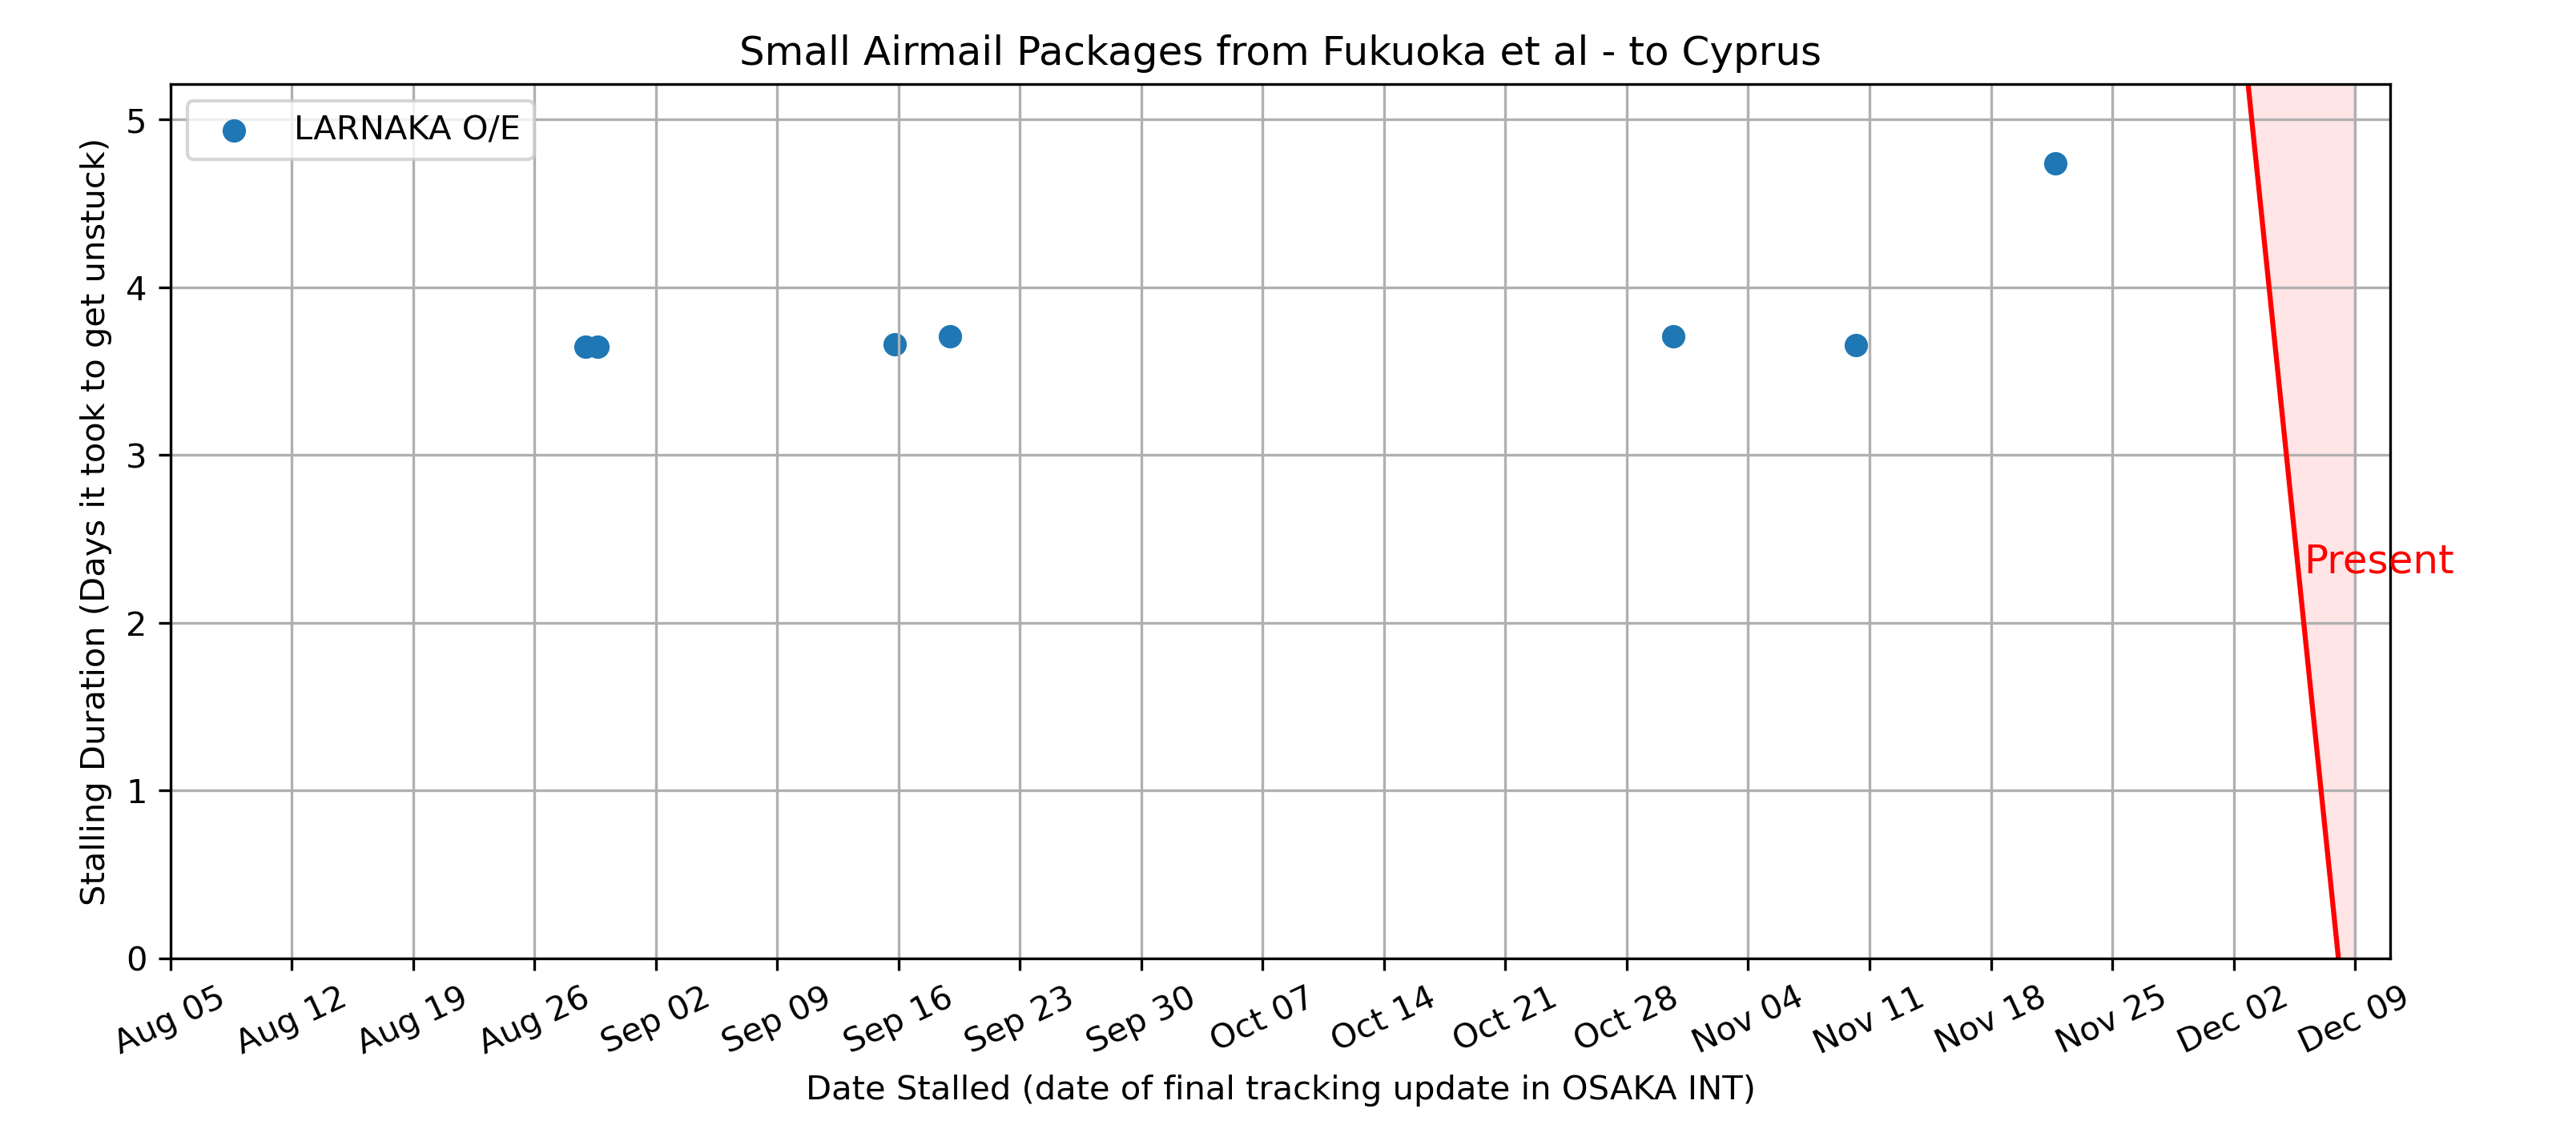 Small Airmail Packages from Fukuoka et al - to Cyprus
LARNAKA O/E
Stalling Duration (Days it took to get unstuck)
5
4
3
2
1
0
Present
Aug 05
Aug 12
Aug 19
Aug 26
Sep 02
Sep 09
Sep 16
Sep 23
Sep 30
Oct 07
Oct 14
Oct 21
Oct 28
Nov 04
Nov 11
Nov 18
Nov 25
Dec 02
Dec 09
Date Stalled (date of final tracking update in OSAKA INT)